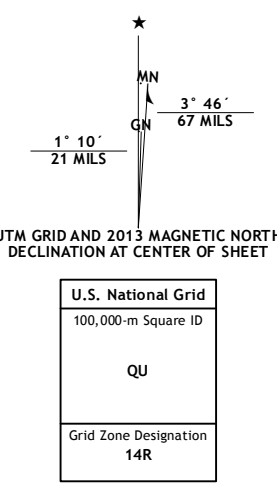 ★
MN
3° 46´
67 MILS
GN
1° 10´
21 MILS
UTM GRID AND 2013 MAGNETIC NORTH
DECLINATION AT CENTER OF SHEET
U.S. National Grid
100,000-m Square ID
QU
Grid Zone Designation
14R